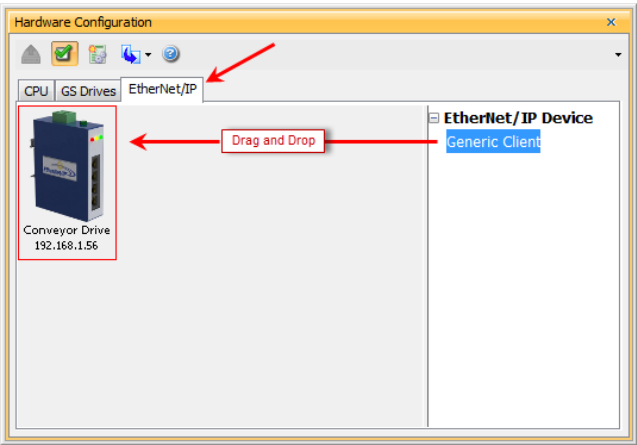 Hardware Configuration
CPU
GS Drives
EtherNet/IP
Drag and Drop
EtherNet/IP Device
Generic Client
Conveyor Drive
192.168.1.56